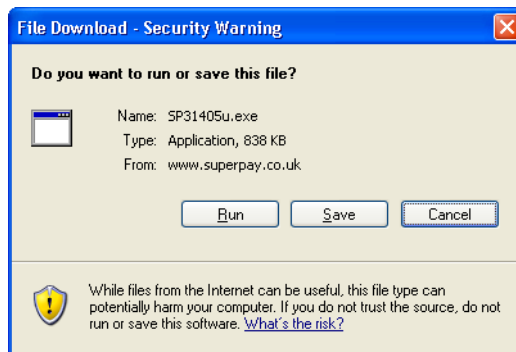 File Download - Security Warning
Do you want to run or save this file?
Name: SP31405u.exe
Type: Application, 838 KB
From: www.superpay.co.uk
Run Save Cancel
While files from the Internet can be useful, this file type can
potentially harm your computer. If you do not trust the source, do not
run or save this software. What's the risk?